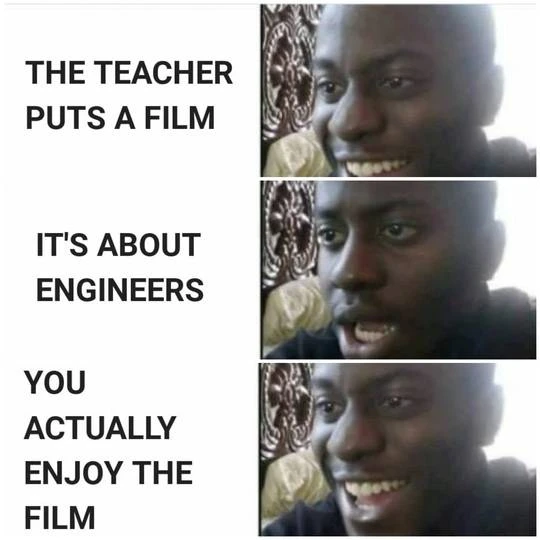 THE TEACHER
PUTS A FILM
IT'S ABOUT
ENGINEERS
YOU
ACTUALLY
ENJOY THE
FILM